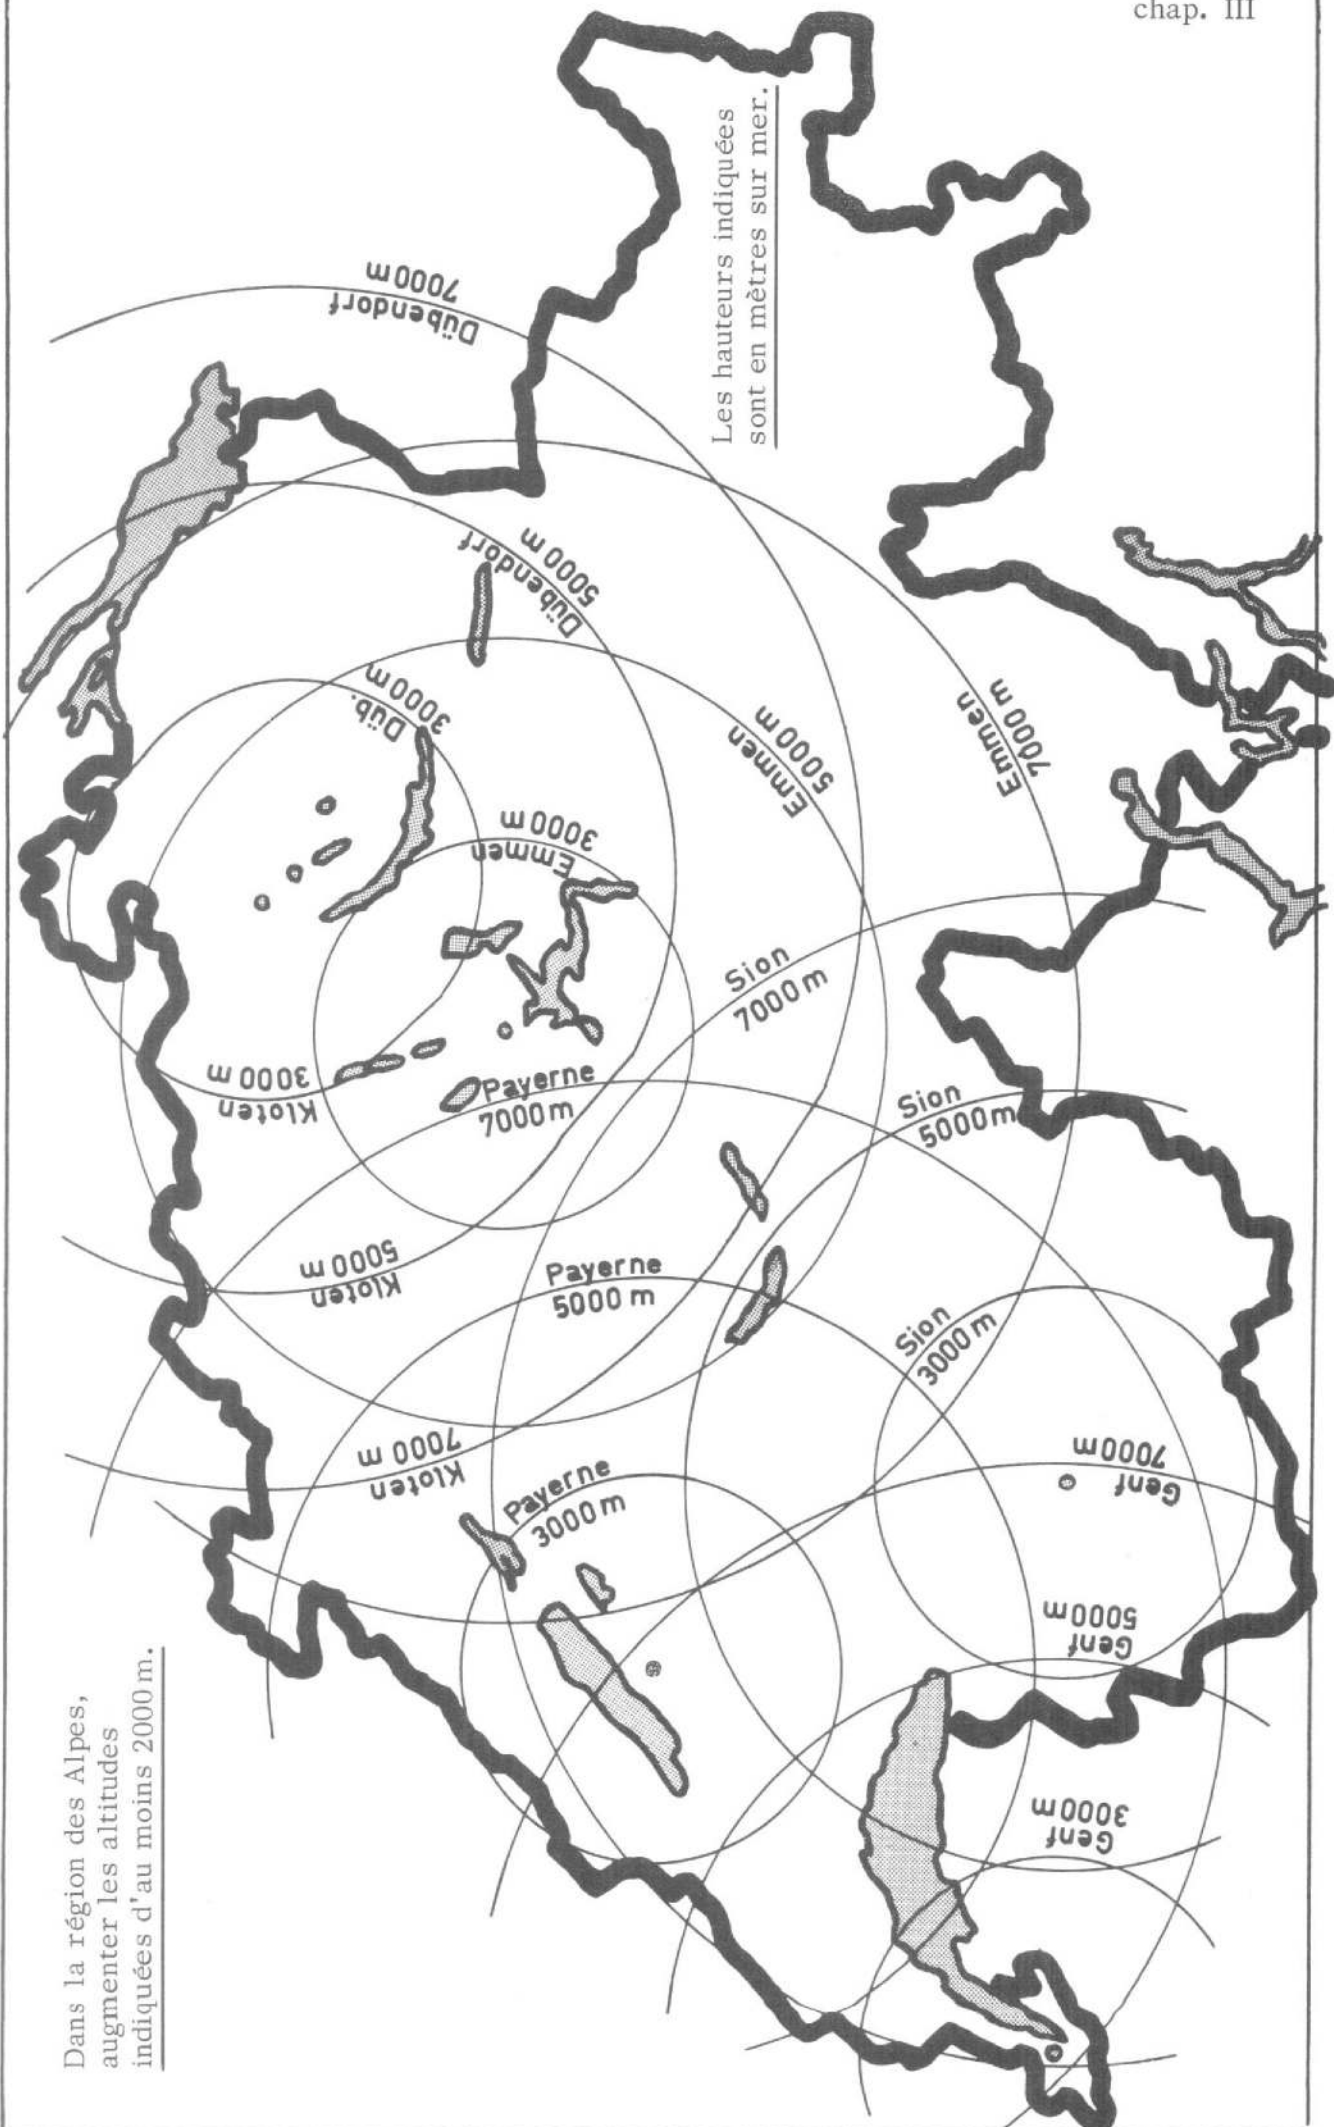 chap. III
Les hauteurs indiquées
sont en mètres sur mer.
Dans la région des Alpes,
augmenter les altitudes
indiquées d'au moins 2000 m.
Dübendorf
7000 m
Dübendorf
5000 m
Düb.
3000 m
Emmen
3000 m
Emmen
5000 m
Emmen
7000 m
Kloten
3000 m
Kloten
5000 m
Kloten
7000 m
Payerne
7000 m
Payerne
5000 m
Payerne
3000 m
Sion
7000 m
Sion
5000 m
Sion
3000 m
Genf
7000 m
Genf
5000 m
Genf
3000 m